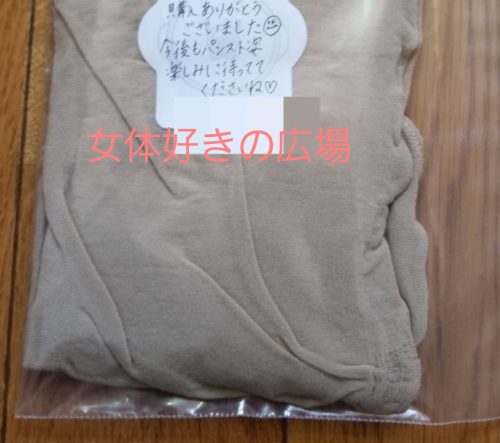 購入ありがとう
ございました
今後もパンスト姿
楽しみに待ってて
くださいね♡
女体好きの広場